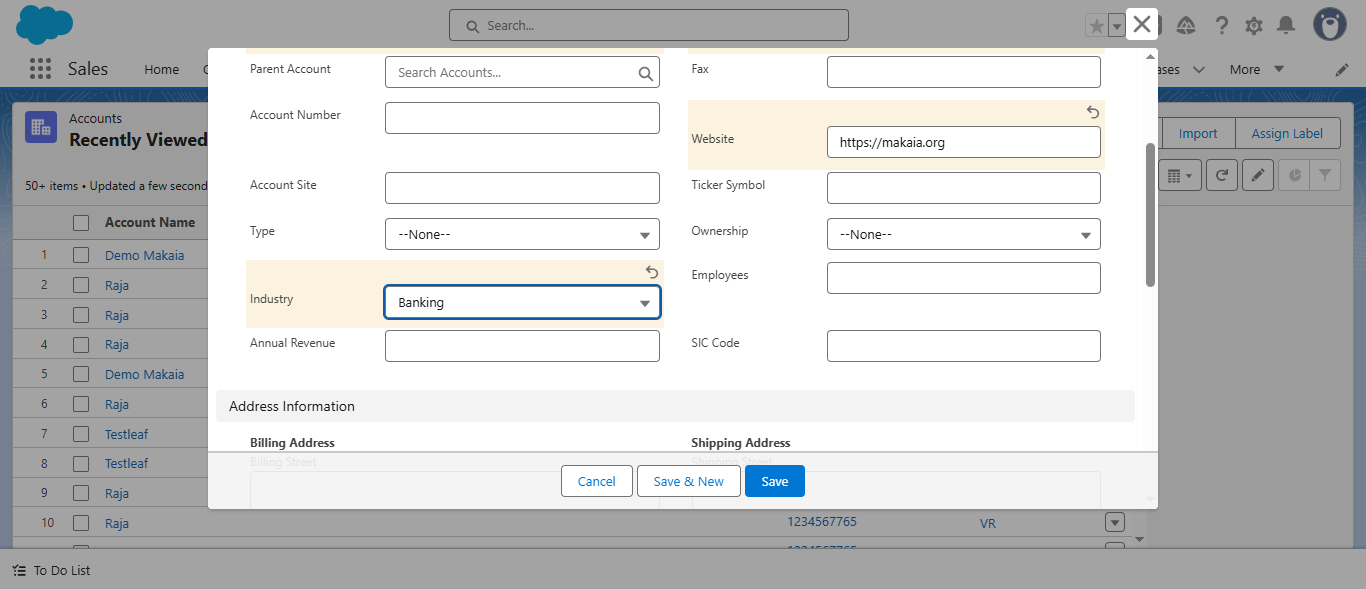 Search...
Sales
Home
More
Accounts
Recently Viewed
Import
Assign Label
50+ items • Updated a few second
Account Name
1 Demo Makaia
2 Raja
3 Raja
4 Raja
5 Demo Makaia
6 Raja
7 Testleaf
8 Testleaf
9 Raja
10 Raja
1234567765 VR
Parent Account
Search Accounts...
Fax
Account Number
Website
https://makaia.org
Account Site
Ticker Symbol
Type
--None--
Ownership
--None--
Industry
Banking
Employees
Annual Revenue
SIC Code
Address Information
Billing Address
Shipping Address
Billing Street
Shipping Street
Cancel
Save & New
Save
To Do List